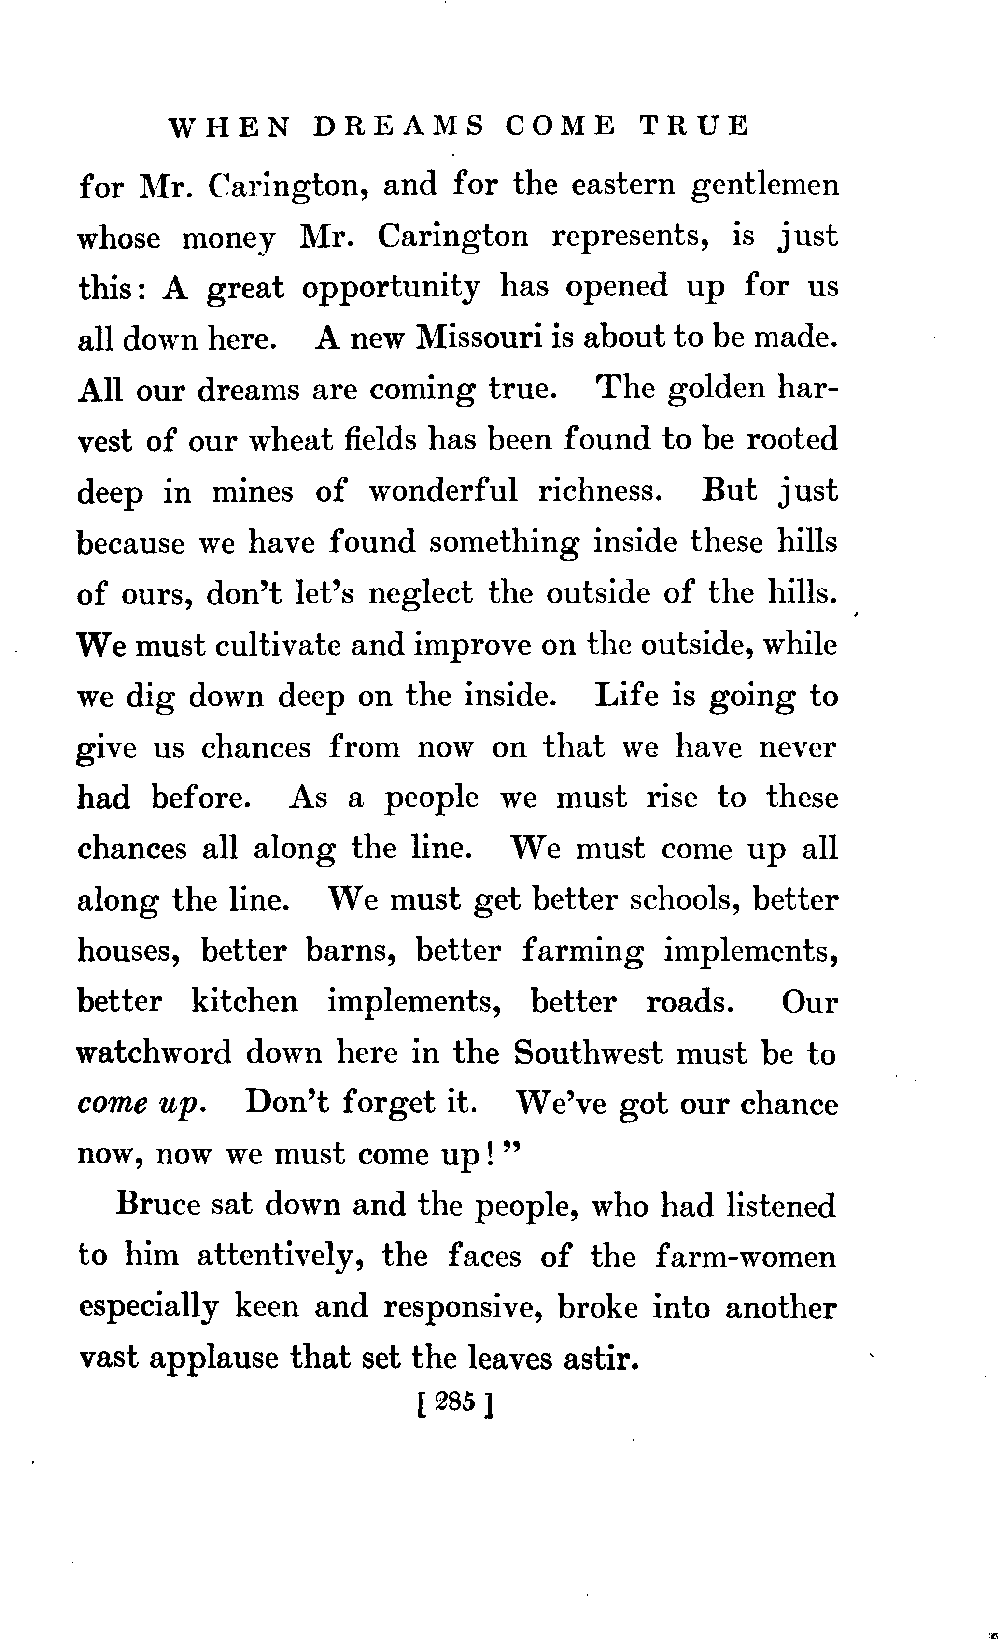 WHEN DREAMS COME TRUE
for Mr. Carington, and for the eastern gentlemen
whose money Mr. Carington represents, is just
this: A great opportunity has opened up for us
all down here. A new Missouri is about to be made.
All our dreams are coming true. The golden har-
vest of our wheat fields has been found to be rooted
deep in mines of wonderful richness. But just
because we have found something inside these hills
of ours, don't let's neglect the outside of the hills.
We must cultivate and improve on the outside, while
we dig down deep on the inside. Life is going to
give us chances from now on that we have never
had before. As a people we must rise to these
chances all along the line. We must come up all
along the line. We must get better schools, better
houses, better barns, better farming implements,
better kitchen implements, better roads. Our
watchword down here in the Southwest must be to
come up. Don't forget it. We've got our chance
now, now we must come up!"
Bruce sat down and the people, who had listened
to him attentively, the faces of the farm-women
especially keen and responsive, broke into another
vast applause that set the leaves astir.
[285]